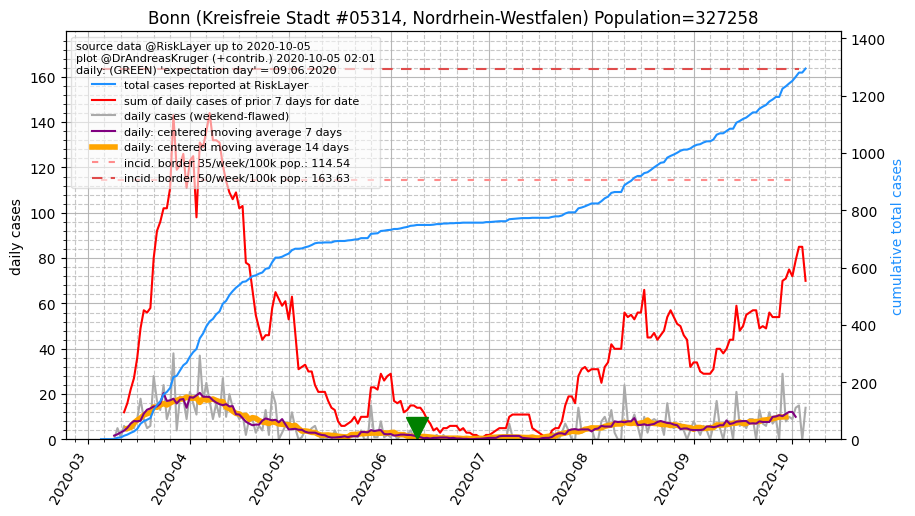 Bonn (Kreisfreie Stadt #05314, Nordrhein-Westfalen) Population=327258
source data @RiskLayer up to 2020-10-05
plot @DrAndreasKruger (+contrib.) 2020-10-05 02:01
daily: (GREEN) 'expectation day' = 09.06.2020
total cases reported at RiskLayer
sum of daily cases of prior 7 days for date
daily cases (weekend-flawed)
daily: centered moving average 7 days
daily: centered moving average 14 days
incid. border 35/week/100k pop.: 114.54
incid. border 50/week/100k pop.: 163.63
daily cases
0
20
40
60
80
100
120
140
160
cumulative total cases
0
200
400
600
800
1000
1200
1400
2020-03
2020-04
2020-05
2020-06
2020-07
2020-08
2020-09
2020-10